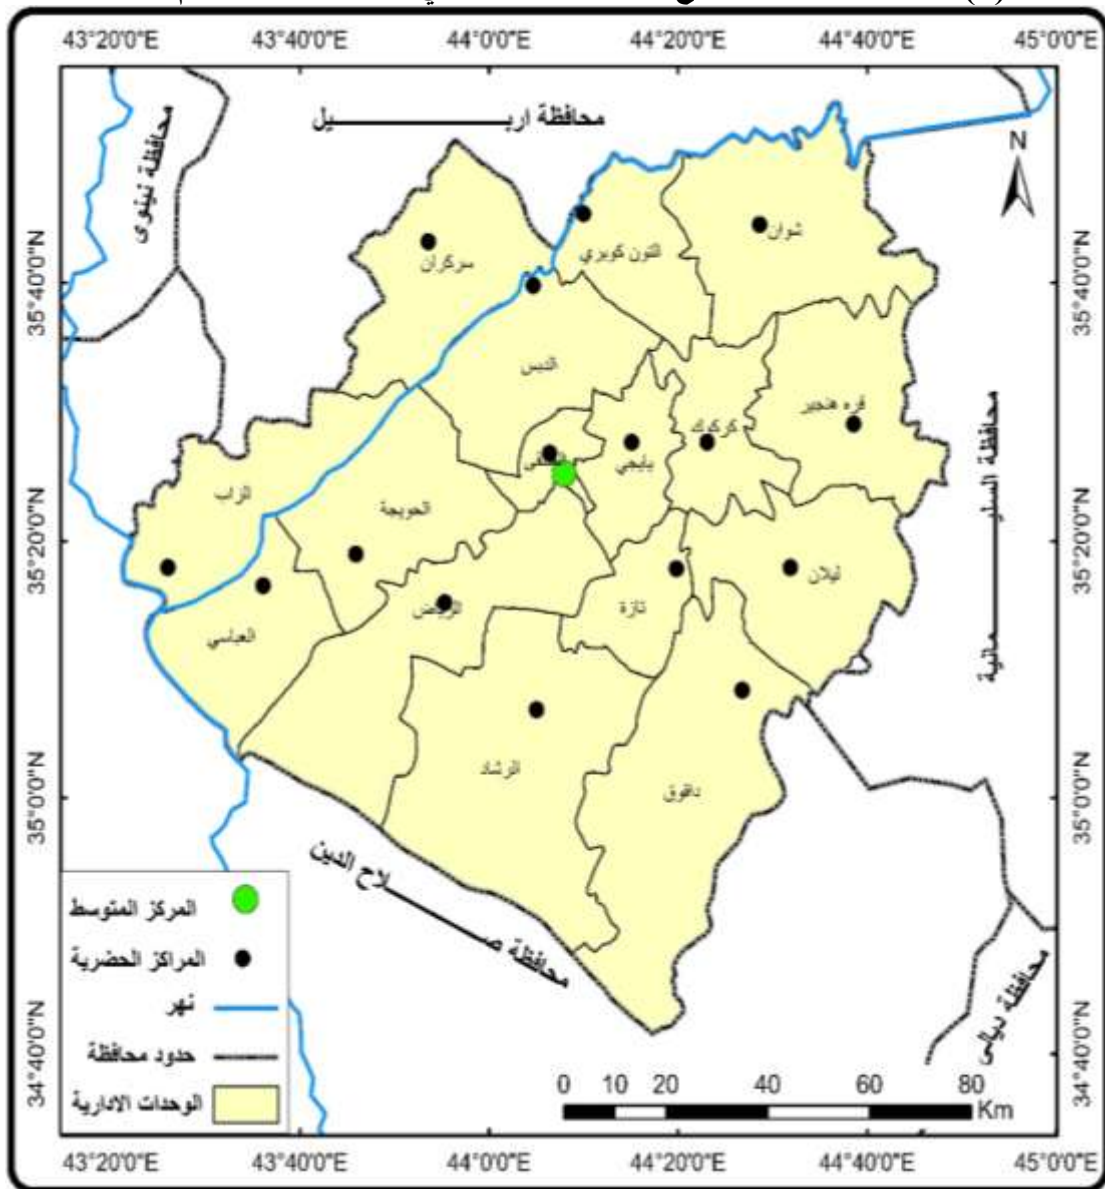 43°20'0"E 43°40'0"E 44°0'0"E 44°20'0"E 44°40'0"E 45°0'0"E
محافظة اربـــــــيل
محافظة نينوى
N
شوان
التون كوبري
سركران
35°40'0"N 35°40'0"N
الدبس
قره هنجير
كركوك
يايجي
محافظة السليـــــــمانية
الزاب
الحويجة
35°20'0"N 35°20'0"N
ليلان
تازة
الرياض
العباسي
الرشاد
داقوق
35°0'0"N 35°0'0"N
محافظة صـــــــلاح الدين
محافظة ديالى
المركز المتوسط
المراكز الحضرية
نهر
حدود محافظة
الوحدات الادارية
34°40'0"N 34°40'0"N
0 10 20 40 60 80
Km
43°20'0"E 43°40'0"E 44°0'0"E 44°20'0"E 44°40'0"E 45°0'0"E